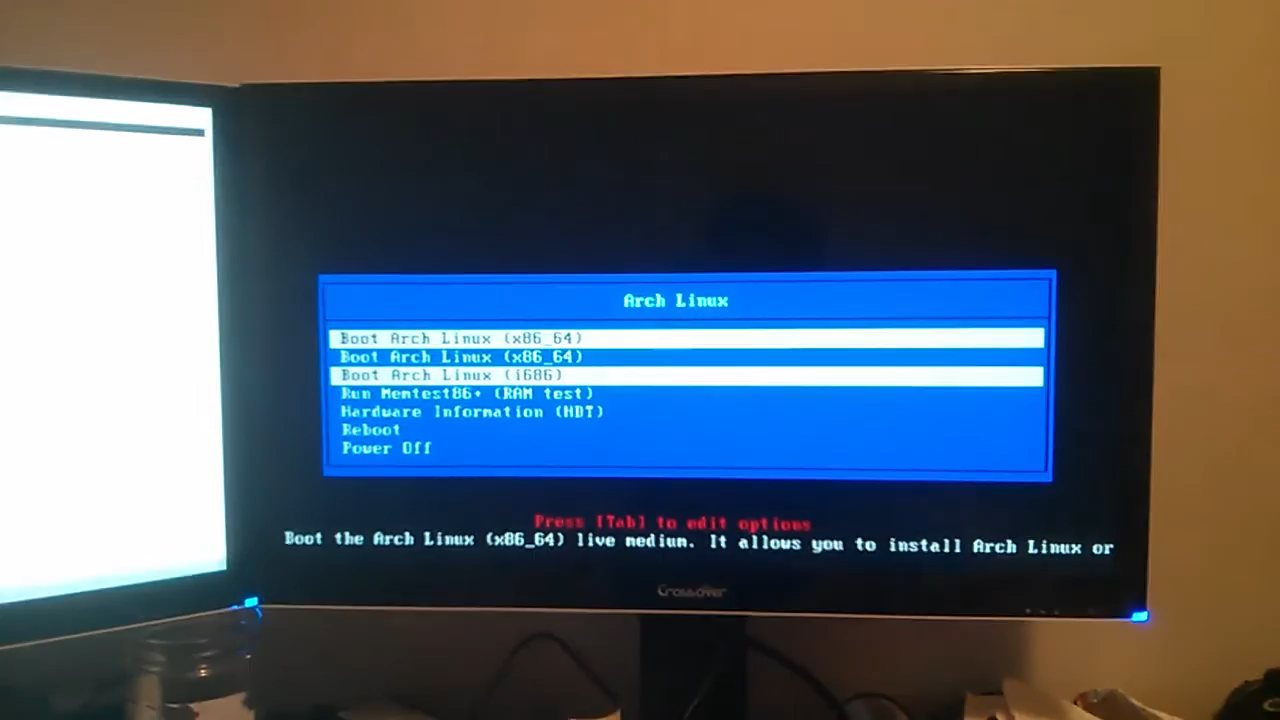 Arch Linux
Boot Arch Linux (x86_64)
Boot Arch Linux (x86_64)
Boot Arch Linux (i686)
Run Memtest86+ (RAM test)
Hardware Information (HDT)
Reboot
Power Off
Press [Tab] to edit options
Boot the Arch Linux (x86_64) live medium. It allows you to install Arch Linux or
CrossOver